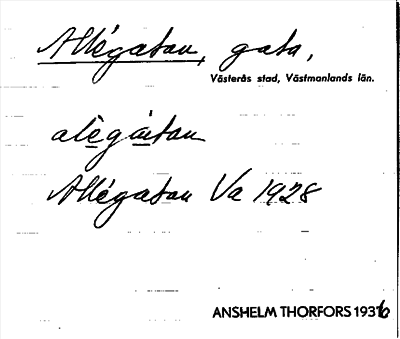 Allégatan, gata,
Västerås stad, Västmanlands län.
alègátan
Allégatan Va 1928
ANSHELM THORFORS 1936